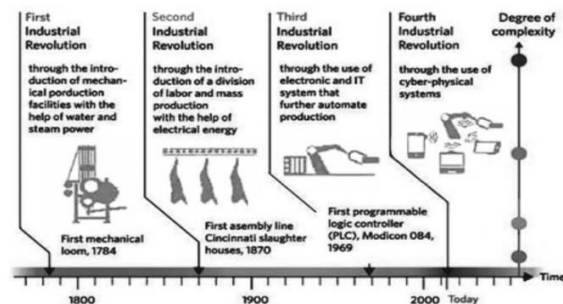 First
Industrial
Revolution
through the intro-
duction of mechan-
ical porduction
facilities with the
help of water and
steam power
First mechanical
loom, 1784
Second
Industrial
Revolution
through the intro-
duction of a division
of labor and mass
production
with the help of
electrical energy
First asembly line
Cincinnati slaughter
houses, 1870
Third
Industrial
Revolution
through the use of
electronic and IT
system that
further automate
production
First programmable
logic controller
(PLC), Modicon 084,
1969
Fourth
Industrial
Revolution
through the use of
cyber-physical
systems
Degree of
complexity
Time
1800
1900
2000
Today